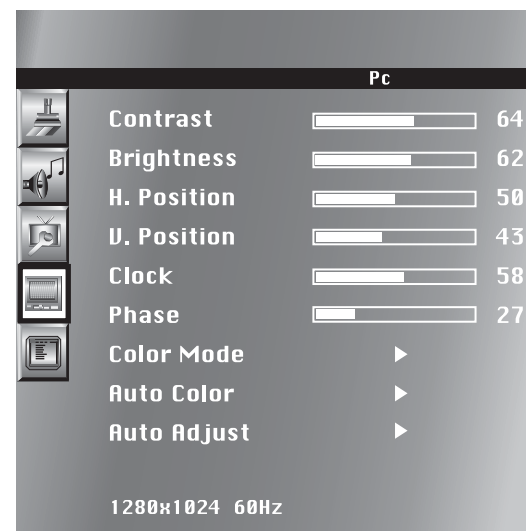 Pc
Contrast 64
Brightness 62
H. Position 50
V. Position 43
Clock 58
Phase 27
Color Mode
Auto Color
Auto Adjust
1280x1024 60Hz